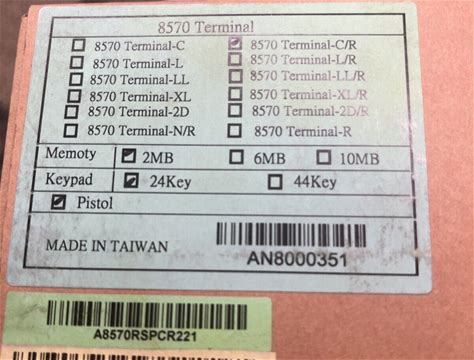 8570 Terminal
8570 Terminal-C 8570 Terminal-C/R
8570 Terminal-L 8570 Terminal-L/R
8570 Terminal-LL 8570 Terminal-LL/R
8570 Terminal-XL 8570 Terminal-XL/R
8570 Terminal-2D 8570 Terminal-2D/R
8570 Terminal-N/R 8570 Terminal-R
Memoty 2MB 6MB 10MB
Keypad 24Key 44Key
Pistol
MADE IN TAIWAN
AN8000351
A8570RSPCR221